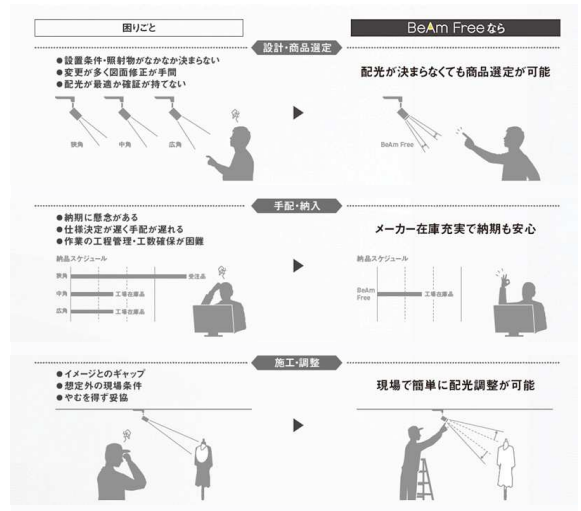 困りごと
BeAm Freeなら
設計・商品選定
●設置条件・照射物がなかなか決まらない
●変更が多く図面修正が手間
●配光が最適か確証が持てない
狭角
中角
広角
配光が決まらなくても商品選定が可能
BeAm Free
手配・納入
●納期に懸念がある
●仕様決定が遅く手配が遅れる
●作業の工程管理・工数確保が困難
納品スケジュール
狭角
受注品
中角
工場在庫品
広角
工場在庫品
メーカー在庫充実で納期も安心
納品スケジュール
BeAm
Free
工場在庫品
施工・調整
●イメージとのギャップ
●想定外の現場条件
●やむを得ず妥協
現場で簡単に配光調整が可能